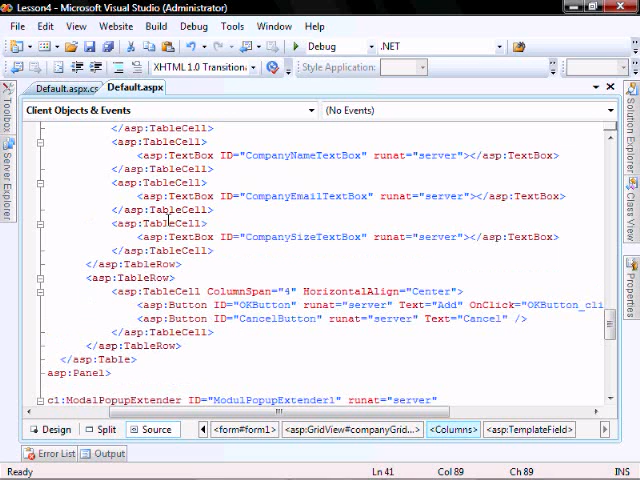 Lesson4 - Microsoft Visual Studio (Administrator)
File Edit View Website Build Debug Tools Window Help
Debug .NET
XHTML 1.0 Transition Style Application:
Toolbox
Server Explorer
Default.aspx.cs Default.aspx
Client Objects & Events (No Events)
</asp:TableCell>
<asp:TableCell>
<asp:TextBox ID="CompanyNameTextBox" runat="server"></asp:TextBox>
</asp:TableCell>
<asp:TableCell>
<asp:TextBox ID="CompanyEmailTextBox" runat="server"></asp:TextBox>
</asp:TableCell>
<asp:TableCell>
<asp:TextBox ID="CompanySizeTextBox" runat="server"></asp:TextBox>
</asp:TableCell>
</asp:TableRow>
<asp:TableRow>
<asp:TableCell ColumnSpan="4" HorizontalAlign="Center">
<asp:Button ID="OKButton" runat="server" Text="Add" OnClick="OKButton_cli
<asp:Button ID="CancelButton" runat="server" Text="Cancel" />
</asp:TableCell>
</asp:TableRow>
</asp:Table>
asp:Panel>
c1:ModalPopupExtender ID="ModulPopupExtender1" runat="server"
Solution Explorer
Class View
Properties
Design Split Source <form#form1> <asp:GridView#companyGrid...> <Columns> <asp:TemplateField>
Error List Output
Ready Ln 41 Col 89 Ch 89 INS